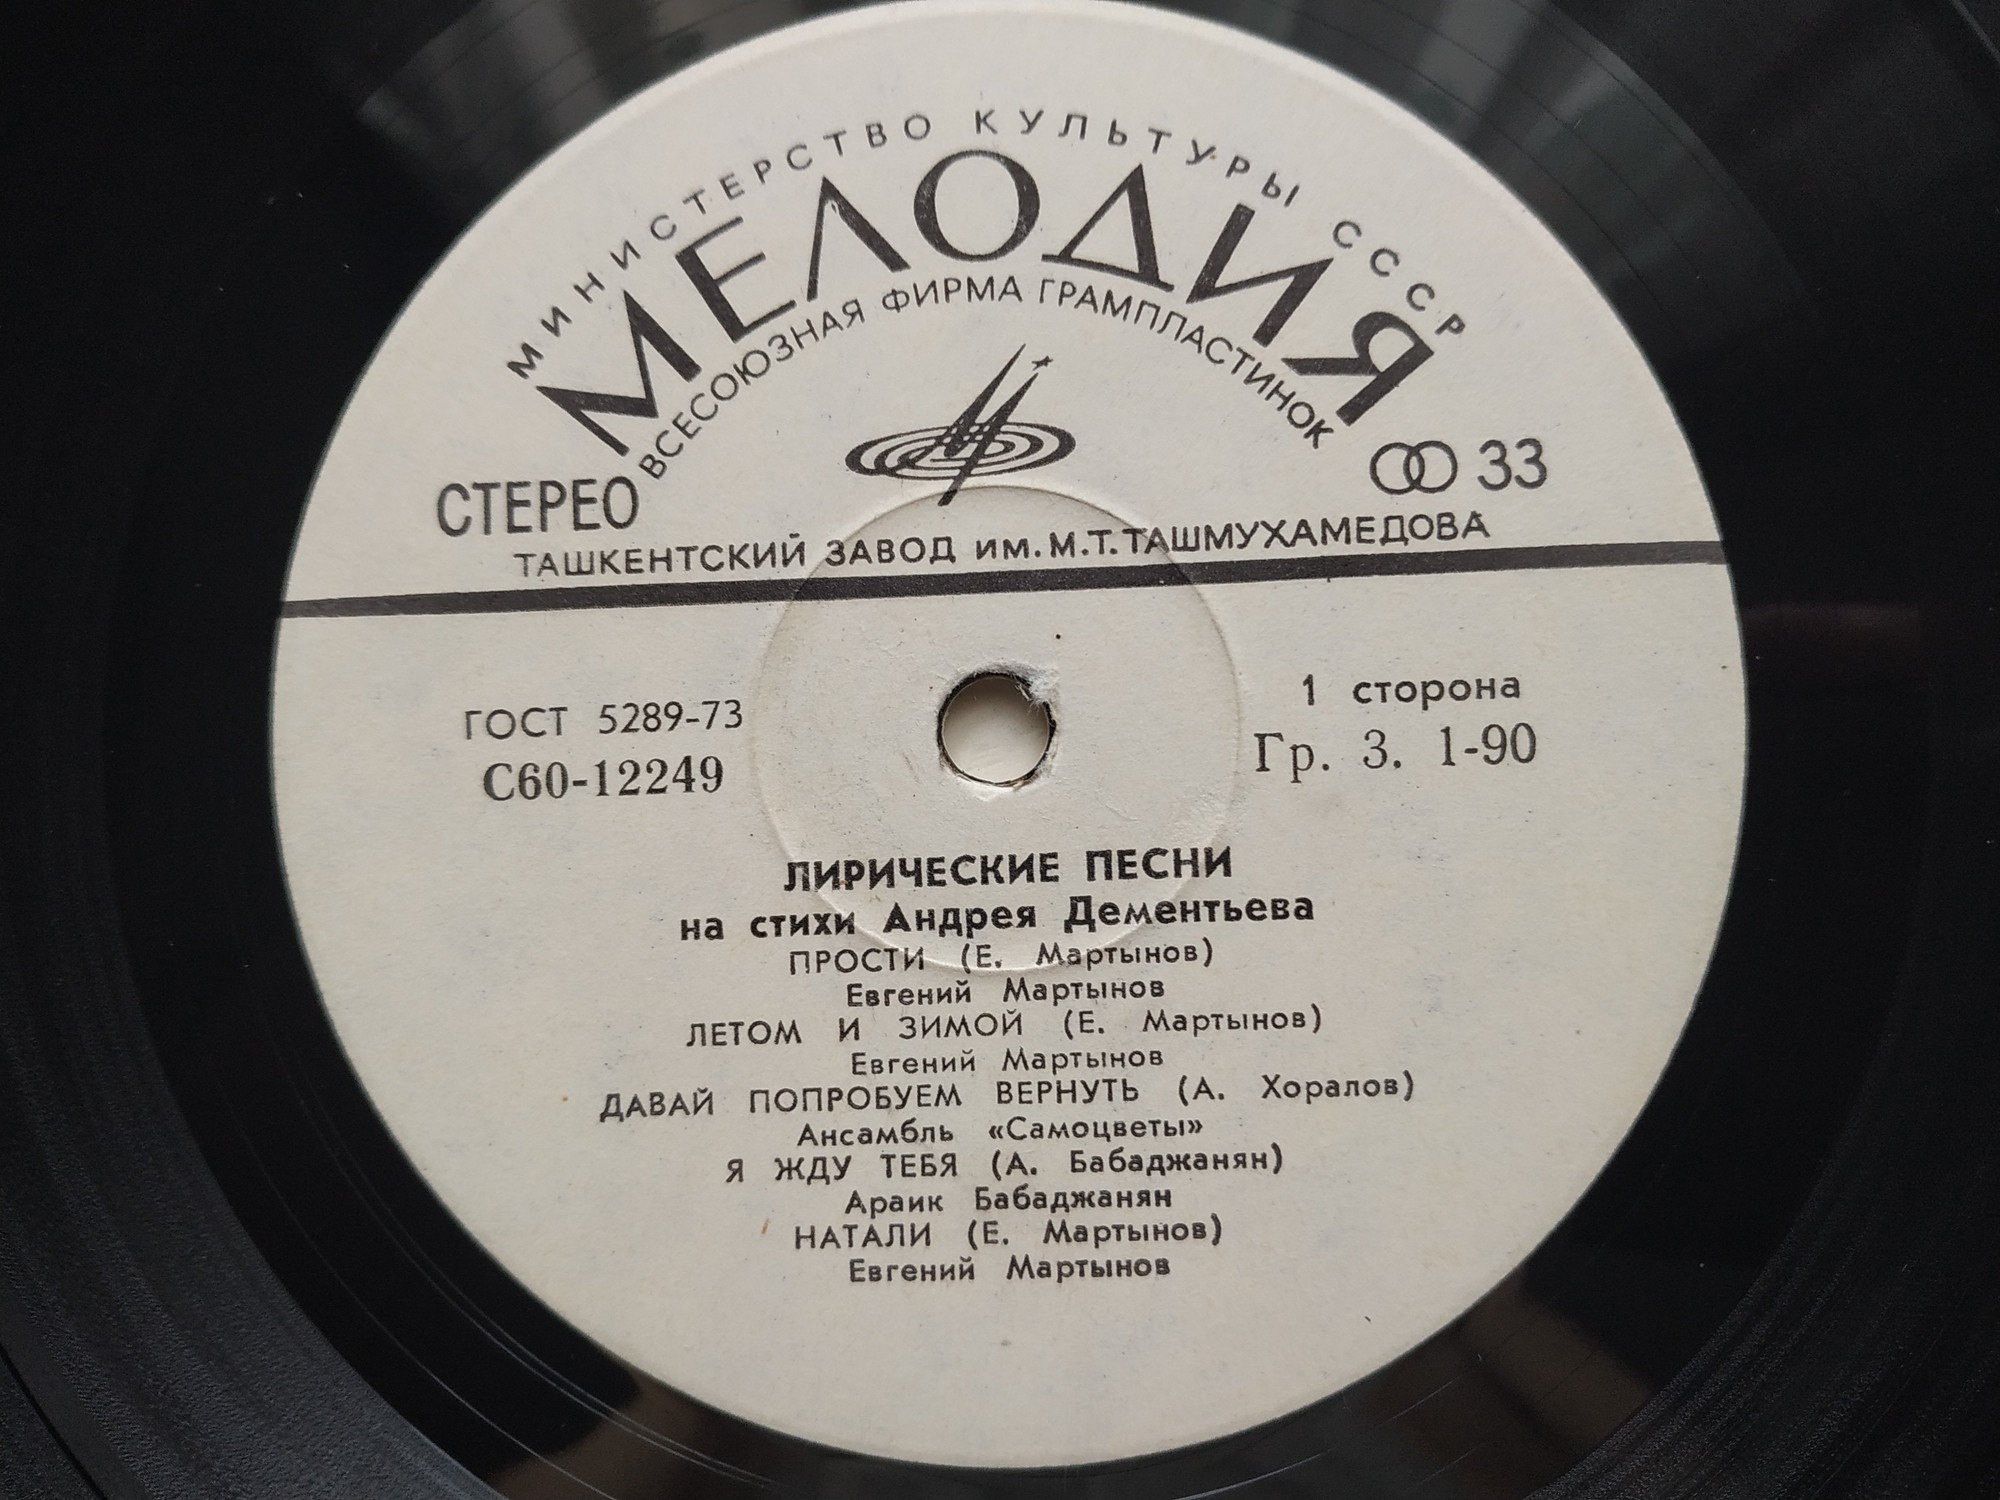 МИНИСТЕРСТВО КУЛЬТУРЫ СССР
МЕЛОДИЯ
ВСЕСОЮЗНАЯ ФИРМА ГРАМПЛАСТИНОК
СТЕРЕО
33
ТАШКЕНТСКИЙ ЗАВОД ИМ. М.Т. ТАШМУХАМЕДОВА
ГОСТ 5289-73
С60-12249
1 сторона
Гр. 3. 1-90
ЛИРИЧЕСКИЕ ПЕСНИ
на стихи Андрея Дементьева
ПРОСТИ (Е. Мартынов)
Евгений Мартынов
ЛЕТОМ И ЗИМОЙ (Е. Мартынов)
Евгений Мартынов
ДАВАЙ ПОПРОБУЕМ ВЕРНУТЬ (А. Хоралов)
Ансамбль «Самоцветы»
Я ЖДУ ТЕБЯ (А. Бабаджанян)
Араик Бабаджанян
НАТАЛИ (Е. Мартынов)
Евгений Мартынов